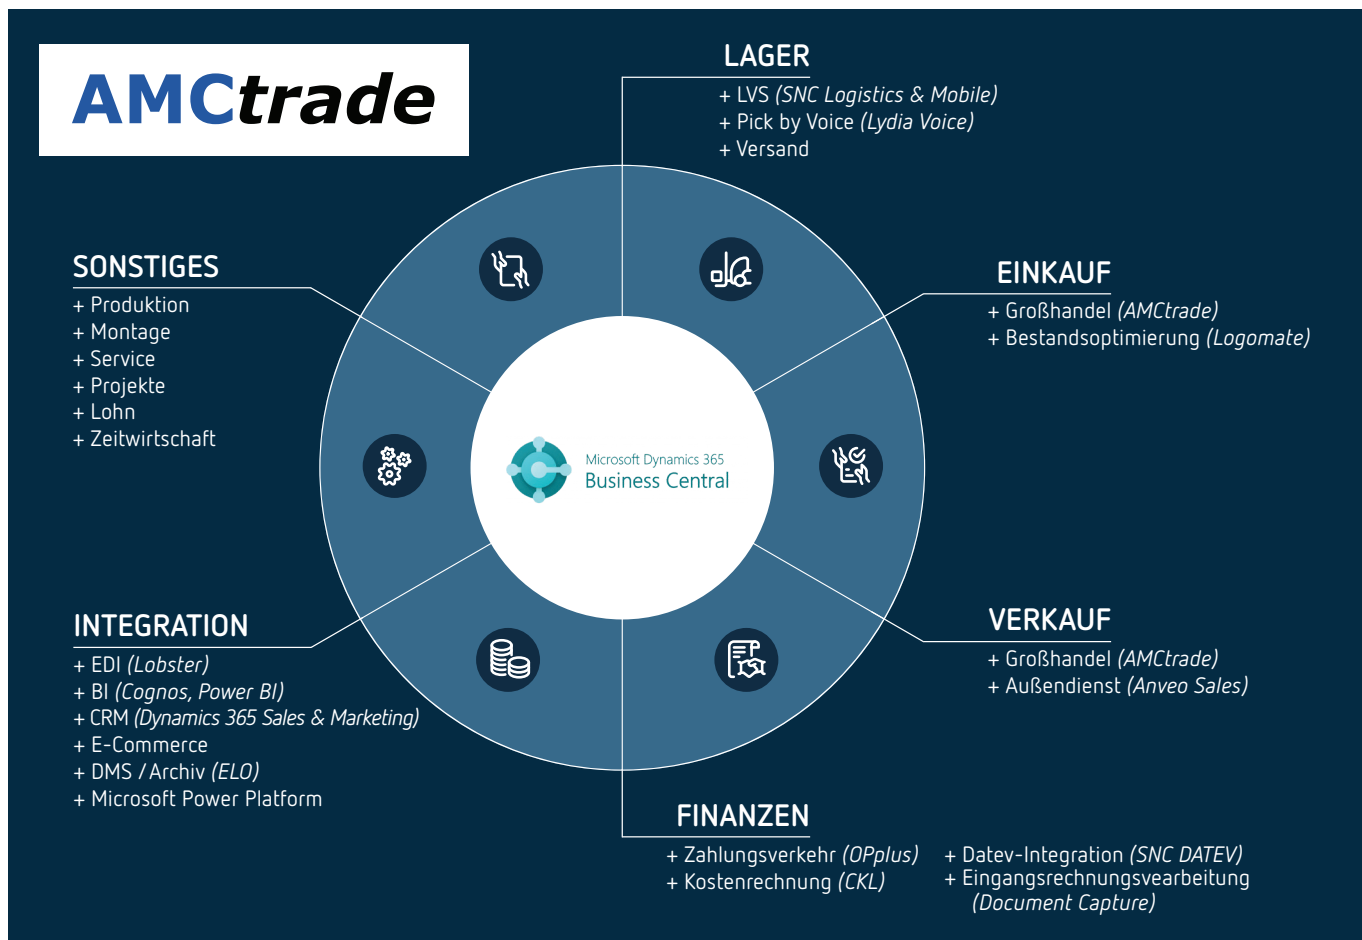 AMCtrade
LAGER
+ LVS (SNC Logistics & Mobile)
+ Pick by Voice (Lydia Voice)
+ Versand
SONSTIGES
+ Produktion
+ Montage
+ Service
+ Projekte
+ Lohn
+ Zeitwirtschaft
EINKAUF
+ Großhandel (AMCtrade)
+ Bestandsoptimierung (Logomate)
Microsoft Dynamics 365
Business Central
INTEGRATION
+ EDI (Lobster)
+ BI (Cognos, Power BI)
+ CRM (Dynamics 365 Sales & Marketing)
+ E-Commerce
+ DMS / Archiv (ELO)
+ Microsoft Power Platform
VERKAUF
+ Großhandel (AMCtrade)
+ Außendienst (Anveo Sales)
FINANZEN
+ Zahlungsverkehr (OPplus)
+ Kostenrechnung (CKL)
+ Datev-Integration (SNC DATEV)
+ Eingangsrechnungsvearbeitung
(Document Capture)